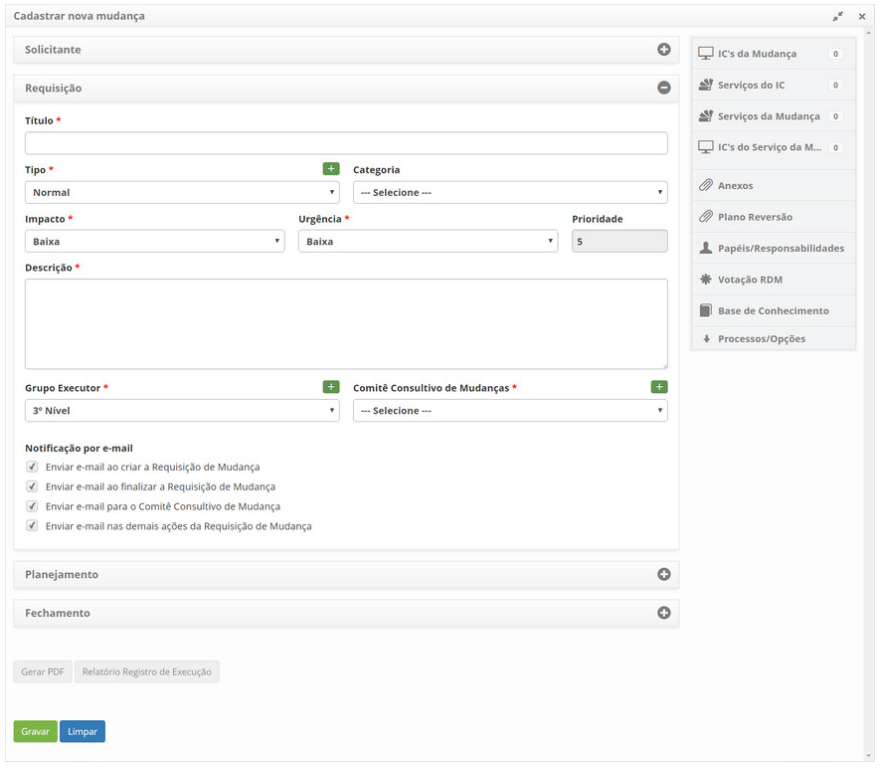 Cadastrar nova mudança
Solicitante
Requisição
Título *
Tipo *
Categoria
Normal
--- Selecione ---
Impacto *
Urgência *
Prioridade
Baixa
Baixa
5
Descrição *
Grupo Executor *
Comitê Consultivo de Mudanças *
3º Nível
--- Selecione ---
Notificação por e-mail
Enviar e-mail ao criar a Requisição de Mudança
Enviar e-mail ao finalizar a Requisição de Mudança
Enviar e-mail para o Comitê Consultivo de Mudança
Enviar e-mail nas demais ações da Requisição de Mudança
Planejamento
Fechamento
Gerar PDF
Relatório Registro de Execução
Gravar
Limpar
IC's da Mudança 0
Serviços do IC 0
Serviços da Mudança 0
IC's do Serviço da M... 0
Anexos
Plano Reversão
Papéis/Responsabilidades
Votação RDM
Base de Conhecimento
Processos/Opções